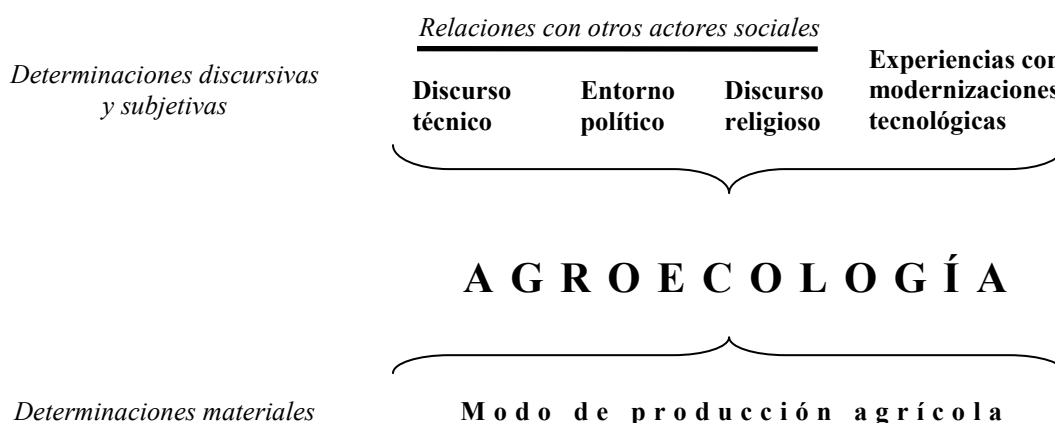 Relaciones con otros actores sociales
Determinaciones discursivas
y subjetivas
Discurso
técnico
Entorno
político
Discurso
religioso
Experiencias con
modernizaciones
tecnológicas
AGROECOLOGÍA
Determinaciones materiales
Modo de producción agrícola